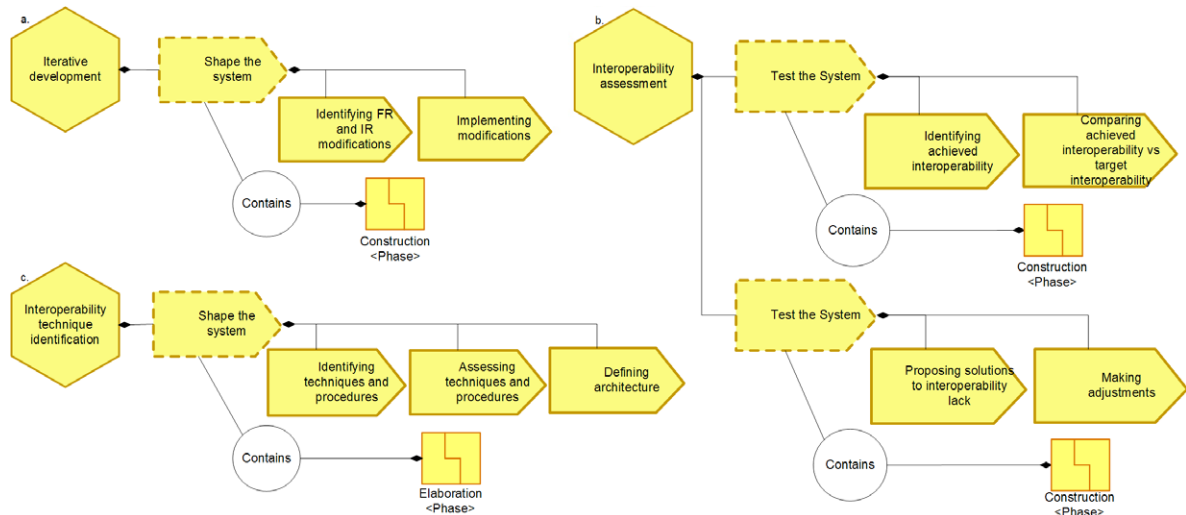 a.
Iterative
development
Shape the
system
Identifying FR
and IR
modifications
Implementing
modifications
Contains
Construction
<Phase>
b.
Interoperability
assessment
Test the System
Identifying
achieved
interoperability
Comparing
achieved
interoperability vs
target
interoperability
Contains
Construction
<Phase>
Test the System
Proposing solutions
to interoperability
lack
Making
adjustments
Contains
Construction
<Phase>
c.
Interoperability
technique
identification
Shape the
system
Identifying
techniques and
procedures
Assessing
techniques and
procedures
Defining
architecture
Contains
Elaboration
<Phase>